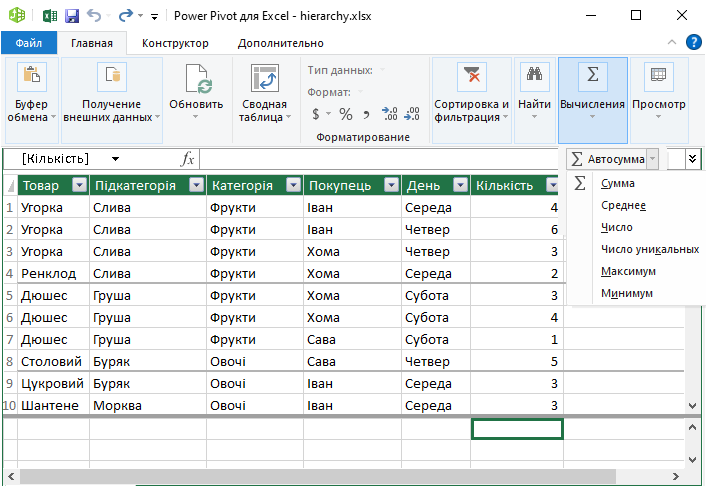 Power Pivot для Excel - hierarchy.xlsx
Файл Главная Конструктор Дополнительно
Буфер обмена
Получение внешних данных
Обновить
Сводная таблица
Тип данных:
Формат:
$ % , .00 .00
Форматирование
Сортировка и фильтрация
Найти
Вычисления
Просмотр
[Кількість] fx
Σ Автосумма
Σ Сумма
Среднее
Число
Число уникальных
Максимум
Минимум
Товар Підкатегорія Категорія Покупець День Кількість
1 Угорка Слива Фрукти Іван Середа 4
2 Угорка Слива Фрукти Іван Четвер 6
3 Угорка Слива Фрукти Хома Четвер 3
4 Ренклод Слива Фрукти Хома Середа 2
5 Дюшес Груша Фрукти Хома Субота 3
6 Дюшес Груша Фрукти Хома Субота 4
7 Дюшес Груша Фрукти Сава Субота 1
8 Столовий Буряк Овочі Сава Четвер 5
9 Цукровий Буряк Овочі Іван Середа 3
10 Шантене Морква Овочі Іван Середа 3